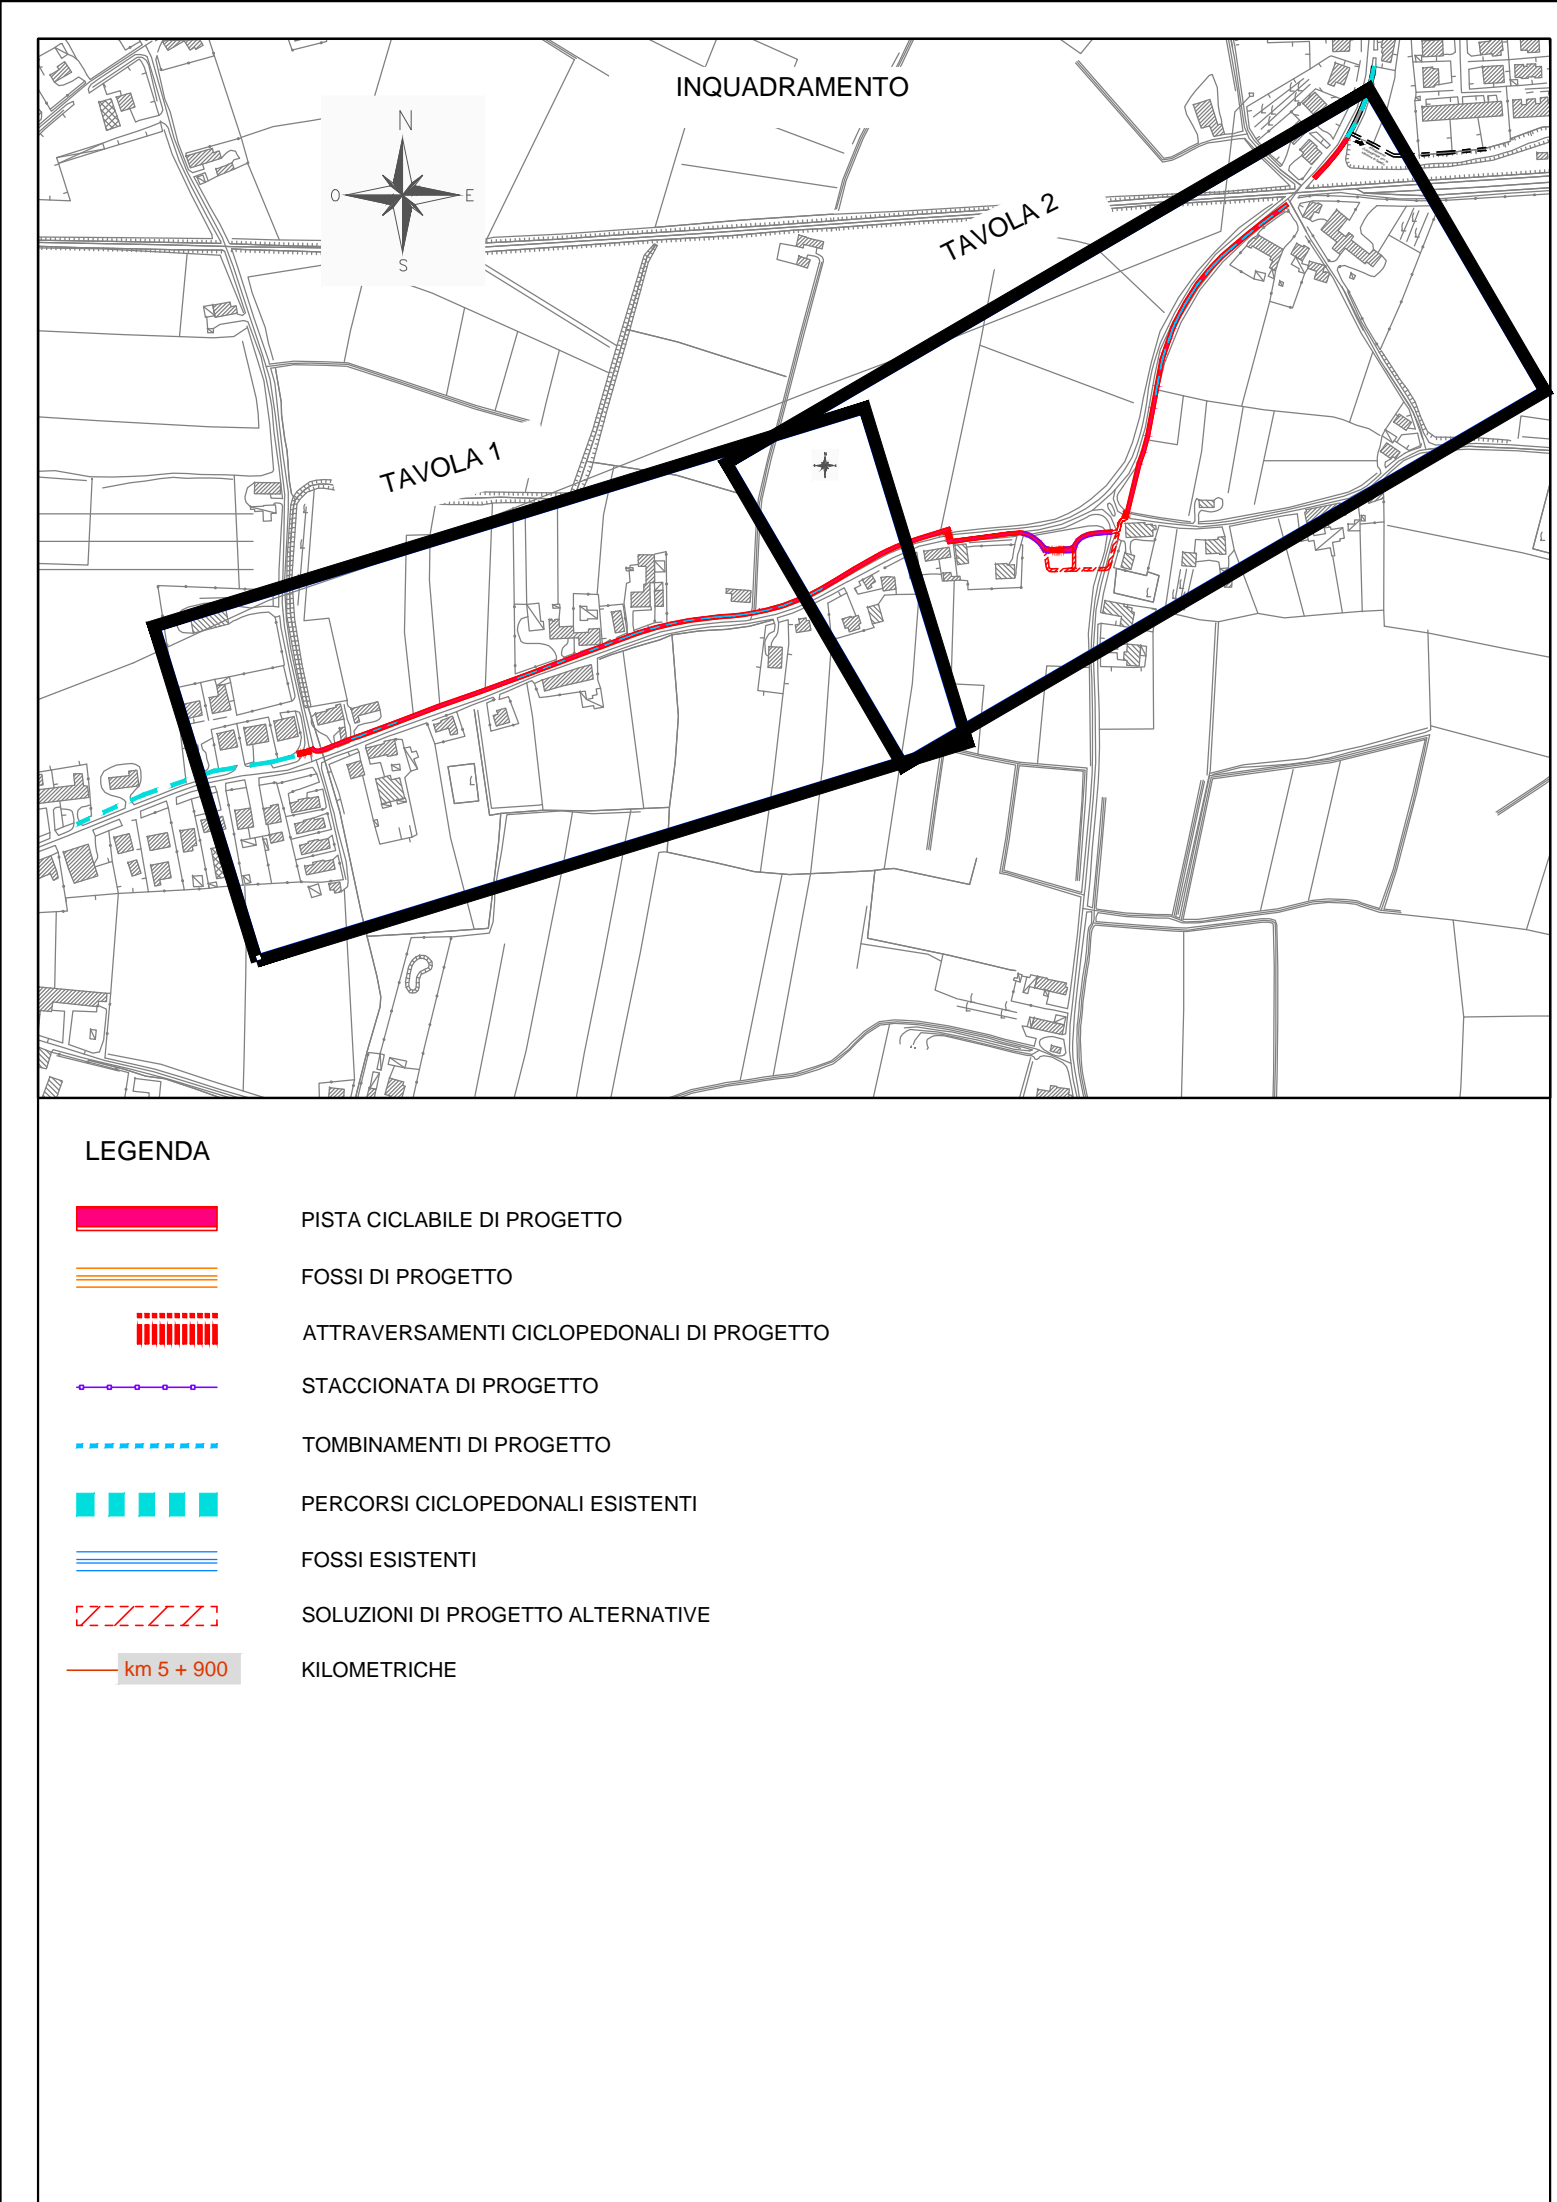 INQUADRAMENTO
N
O
E
S
TAVOLA 2
TAVOLA 1
LEGENDA
PISTA CICLABILE DI PROGETTO
FOSSI DI PROGETTO
ATTRAVERSAMENTI CICLOPEDONALI DI PROGETTO
STACCIONATA DI PROGETTO
TOMBINAMENTI DI PROGETTO
PERCORSI CICLOPEDONALI ESISTENTI
FOSSI ESISTENTI
SOLUZIONI DI PROGETTO ALTERNATIVE
km 5 + 900 KILOMETRICHE